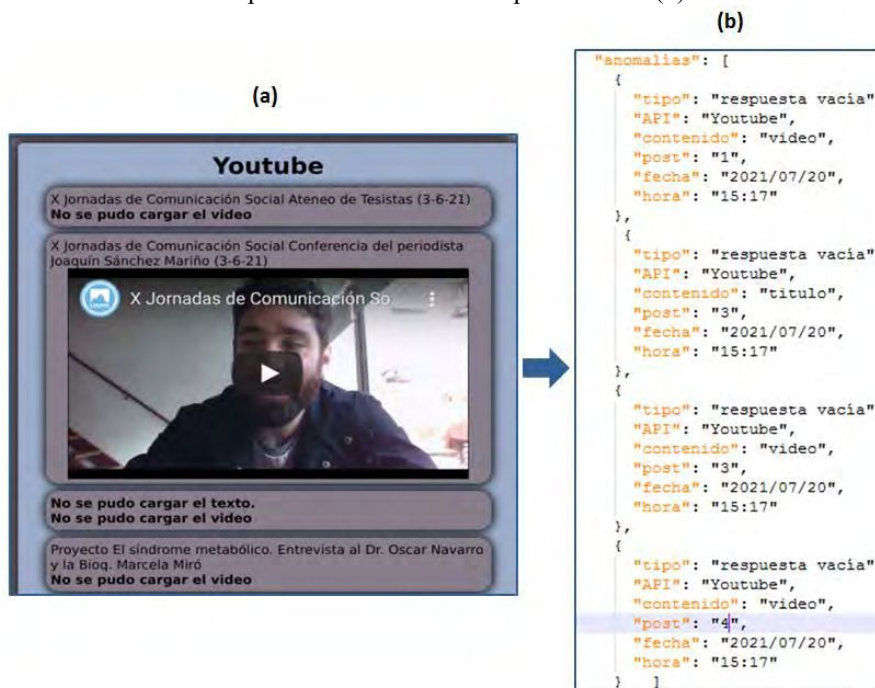 (a)
Youtube
X Jornadas de Comunicación Social Ateneo de Tesistas (3-6-21)
No se pudo cargar el video
X Jornadas de Comunicación Social Conferencia del periodista
Joaquín Sánchez Mariño (3-6-21)
X Jornadas de Comunicación So
No se pudo cargar el texto.
No se pudo cargar el video
Proyecto El síndrome metabólico. Entrevista al Dr. Oscar Navarro
y la Bioq. Marcela Miró
No se pudo cargar el video
(b)
"anomalias": [
{
"tipo": "respuesta vacía"
"API": "Youtube",
"contenido": "video",
"post": "1",
"fecha": "2021/07/20",
"hora": "15:17"
},
{
"tipo": "respuesta vacía"
"API": "Youtube",
"contenido": "titulo",
"post": "3",
"fecha": "2021/07/20",
"hora": "15:17"
},
{
"tipo": "respuesta vacía"
"API": "Youtube",
"contenido": "video",
"post": "3",
"fecha": "2021/07/20",
"hora": "15:17"
},
{
"tipo": "respuesta vacía"
"API": "Youtube",
"contenido": "video",
"post": "4",
"fecha": "2021/07/20",
"hora": "15:17"
} ]